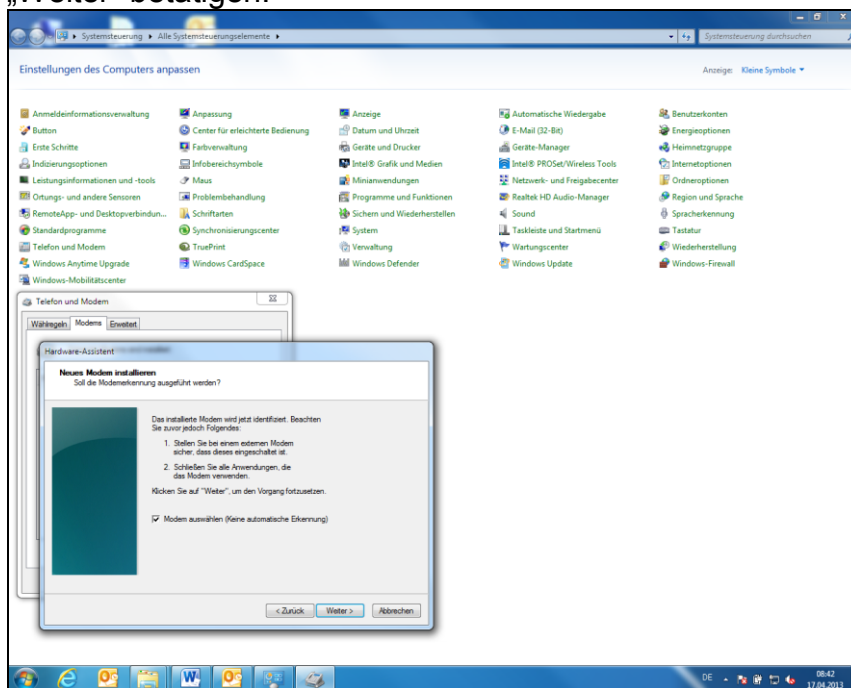 „Weiter“ betätigen.
Systemsteuerung ▸ Alle Systemsteuerungselemente ▸
Systemsteuerung durchsuchen
Einstellungen des Computers anpassen
Anzeige: Kleine Symbole
Anmeldeinformationsverwaltung
Anpassung
Anzeige
Automatische Wiedergabe
Benutzerkonten
Button
Center für erleichterte Bedienung
Datum und Uhrzeit
E-Mail (32-Bit)
Energieoptionen
Erste Schritte
Farbverwaltung
Geräte und Drucker
Geräte-Manager
Heimnetzgruppe
Indizierungsoptionen
Infobereichsymbole
Intel® Grafik und Medien
Intel® PROSet/Wireless Tools
Internetoptionen
Leistungsinformationen und -tools
Maus
Minianwendungen
Netzwerk- und Freigabecenter
Ordneroptionen
Ortungs- und andere Sensoren
Problembehandlung
Programme und Funktionen
Realtek HD Audio-Manager
Region und Sprache
RemoteApp- und Desktopverbindun...
Schriftarten
Sichern und Wiederherstellen
Sound
Spracherkennung
Standardprogramme
Synchronisierungscenter
System
Taskleiste und Startmenü
Tastatur
Telefon und Modem
TruePrint
Verwaltung
Wartungscenter
Wiederherstellung
Windows Anytime Upgrade
Windows CardSpace
Windows Defender
Windows Update
Windows-Firewall
Windows-Mobilitätscenter
Telefon und Modem
Wählregeln Modems Erweitert
Hardware-Assistent
Neues Modem installieren
Soll die Modemerkennung ausgeführt werden?
Das installierte Modem wird jetzt identifiziert. Beachten
Sie zuvor jedoch Folgendes:
1. Stellen Sie bei einem externen Modem
sicher, dass dieses eingeschaltet ist.
2. Schließen Sie alle Anwendungen, die
das Modem verwenden.
Klicken Sie auf "Weiter", um den Vorgang fortzusetzen.
Modem auswählen (Keine automatische Erkennung)
< Zurück Weiter > Abbrechen
DE
08:42
17.04.2013